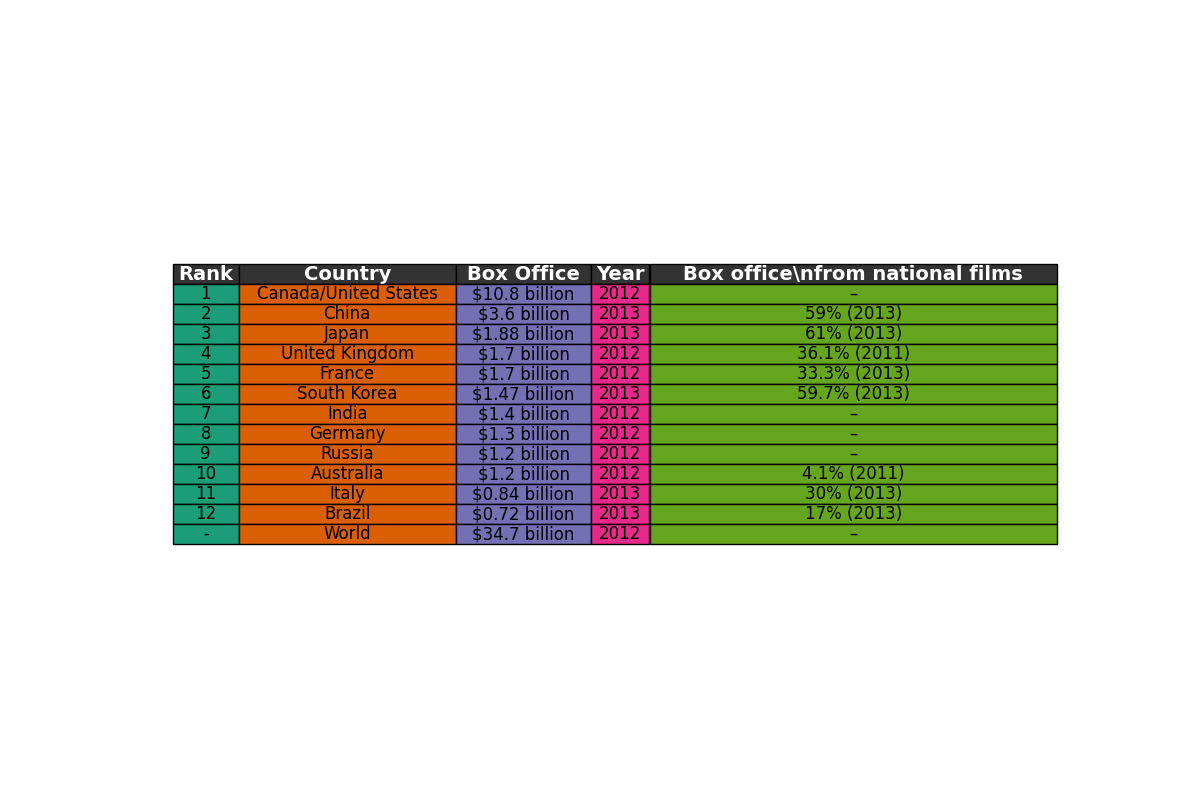 Rank Country Box Office Year Box office\nfrom national films
1 Canada/United States $10.8 billion 2012 –
2 China $3.6 billion 2013 59% (2013)
3 Japan $1.88 billion 2013 61% (2013)
4 United Kingdom $1.7 billion 2012 36.1% (2011)
5 France $1.7 billion 2012 33.3% (2013)
6 South Korea $1.47 billion 2013 59.7% (2013)
7 India $1.4 billion 2012 –
8 Germany $1.3 billion 2012 –
9 Russia $1.2 billion 2012 –
10 Australia $1.2 billion 2012 4.1% (2011)
11 Italy $0.84 billion 2013 30% (2013)
12 Brazil $0.72 billion 2013 17% (2013)
- World $34.7 billion 2012 –